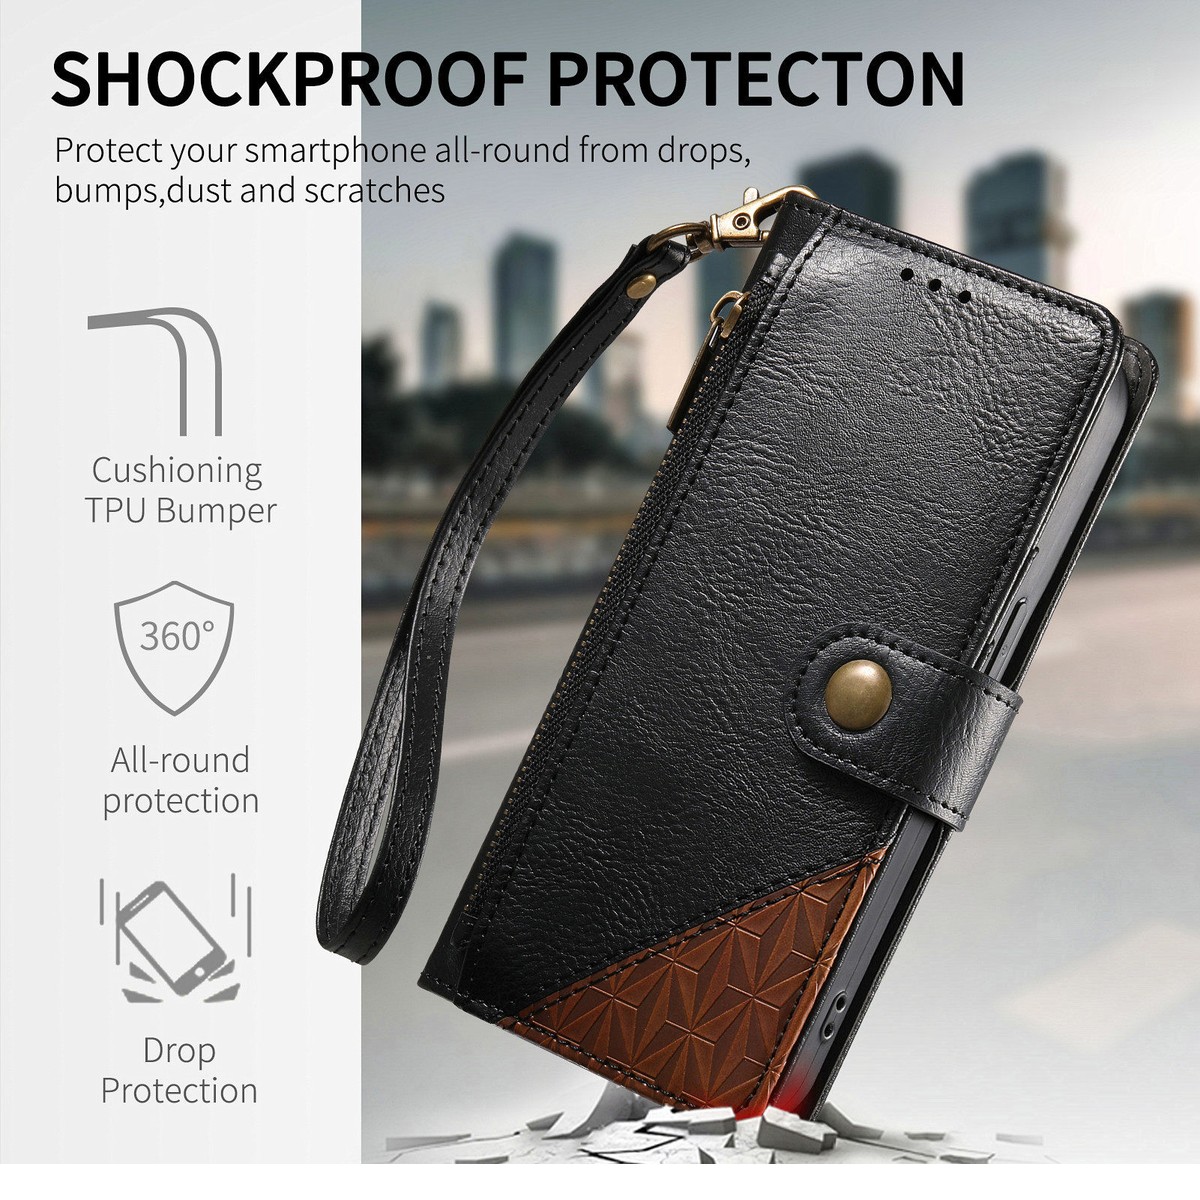 SHOCKPROOF PROTECTON
Protect your smartphone all-round from drops,
bumps,dust and scratches
Cushioning
TPU Bumper
360°
All-round
protection
Drop
Protection